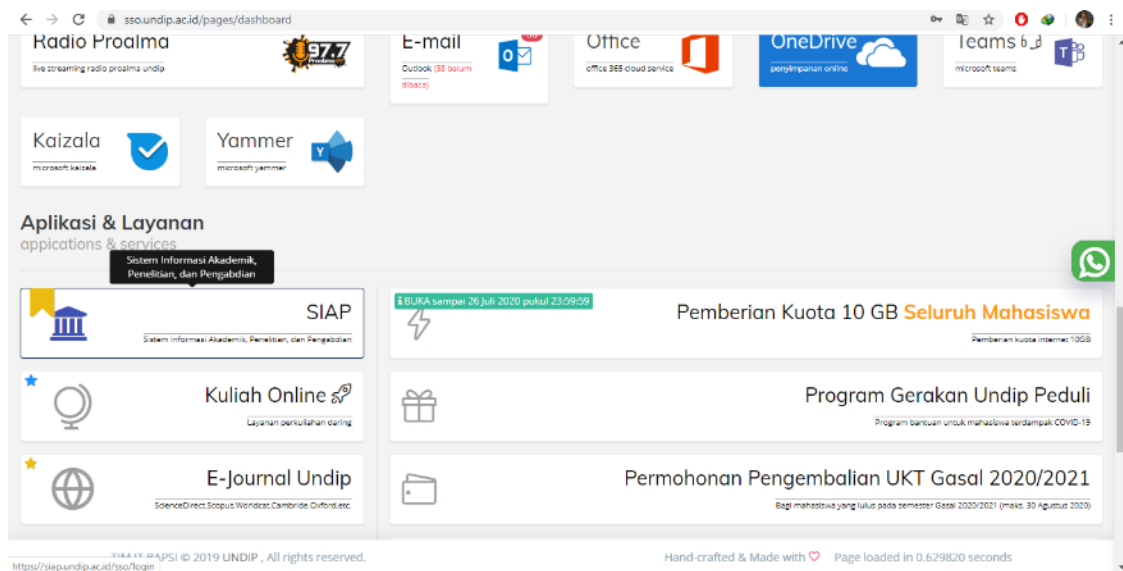 sso.undip.ac.id/pages/dashboard
Radio Proalma
live streaming radio proalma undip
97.7
E-mail
Outlook (38 belum
dibaca)
Office
office 365 cloud service
OneDrive
penyimpanan online
Teams
microsoft teams
Kaizala
microsoft kaizala
Yammer
microsoft yammer
Aplikasi & Layanan
appications & services
Sistem Informasi Akademik,
Penelitian, dan Pengabdian
SIAP
Sistem Informasi Akademik, Penelitian, dan Pengabdian
BUKA sampai 26 Juli 2020 pukul 23:59:59
Pemberian Kuota 10 GB Seluruh Mahasiswa
Pemberian kuota internet 10GB
Kuliah Online
Layanan perkuliahan daring
Program Gerakan Undip Peduli
Program bantuan untuk mahasiswa terdampak COVID-19
E-Journal Undip
ScienceDirect.Scopus.Worldcat.Cambride.Oxford.etc.
Permohonan Pengembalian UKT Gasal 2020/2021
Bagi mahasiswa yang lulus pada semester Gasal 2020/2021 (maks. 30 Agustus 2020)
TIM IT BAPSI © 2019 UNDIP , All rights reserved.
Hand-crafted & Made with Page loaded in 0.629820 seconds
https://siap.undip.ac.id/sso/login